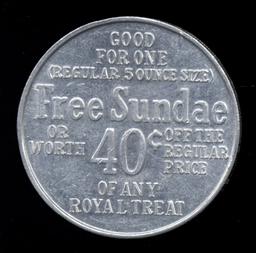 GOOD
FOR ONE
(REGULAR 5 OUNCE SIZE)
Free Sundae
OR WORTH 40¢ OFF THE REGULAR PRICE
OF ANY
ROYAL TREAT